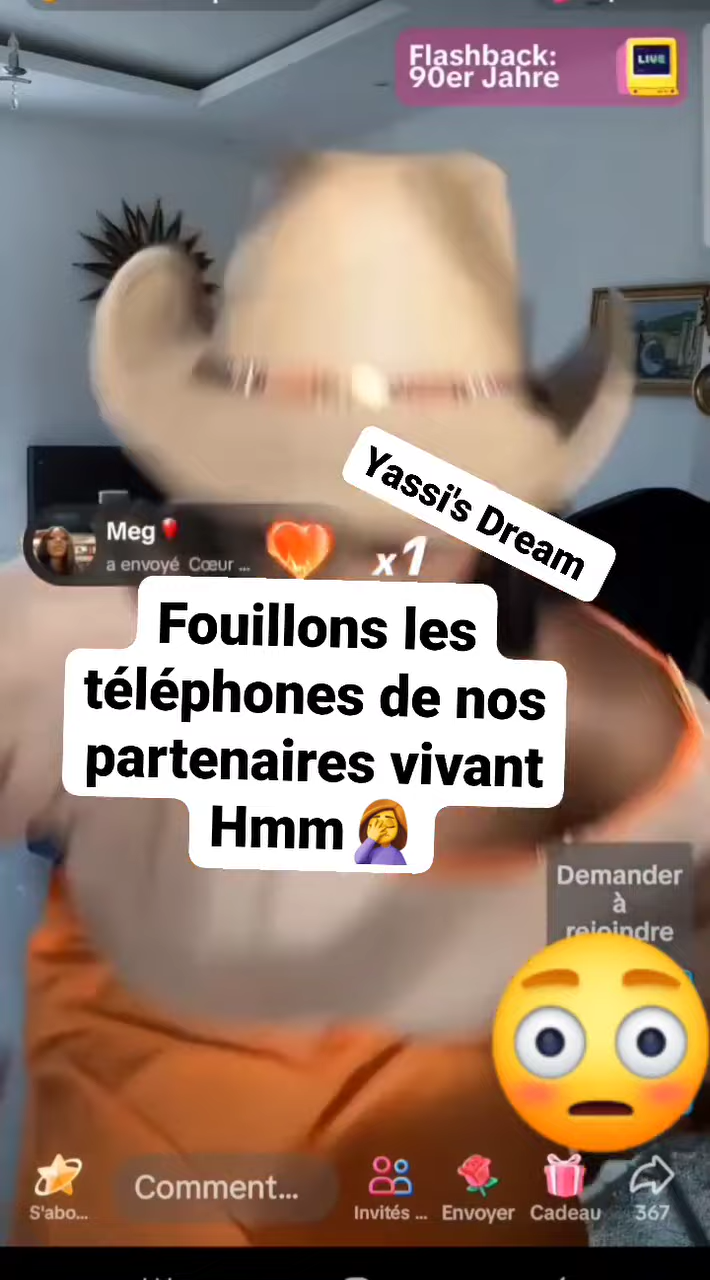 Flashback:
90er Jahre
LIVE
Yassi's Dream
Meg
a envoyé Cœur ...
x1
Fouillons les
téléphones de nos
partenaires vivant
Hmm
Demander
à
rejoindre
S'abo...
Comment...
Invités ...
Envoyer
Cadeau
367